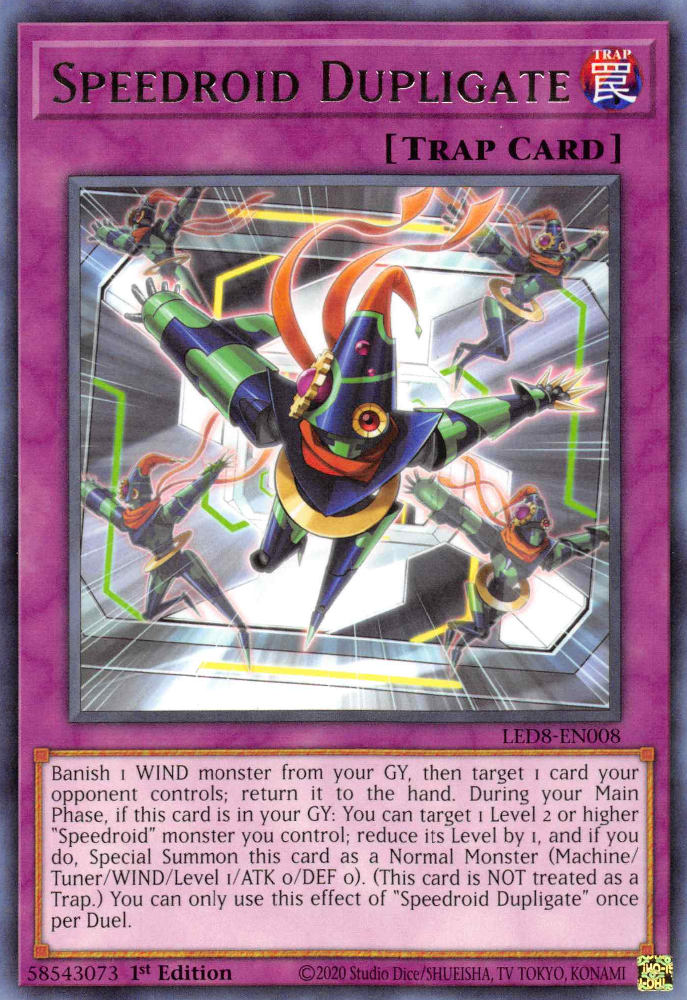 SPEEDROID DUPLIGATE
TRAP
罠
[TRAP CARD]
LED8-EN008
Banish 1 WIND monster from your GY, then target 1 card your
opponent controls; return it to the hand. During your Main
Phase, if this card is in your GY: You can target 1 Level 2 or higher
"Speedroid" monster you control; reduce its Level by 1, and if you
do, Special Summon this card as a Normal Monster (Machine/
Tuner/WIND/Level 1/ATK 0/DEF 0). (This card is NOT treated as a
Trap.) You can only use this effect of "Speedroid Dupligate" once
per Duel.
58543073 1st Edition
©2020 Studio Dice/SHUEISHA, TV TOKYO, KONAMI